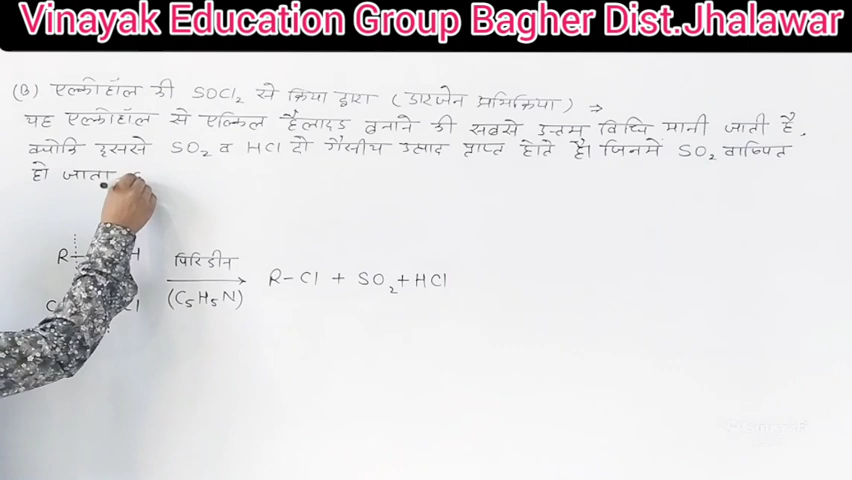 Vinayak Education Group Bagher Dist.Jhalawar
(B) एल्कोहॉल की SOCl₂ से क्रिया द्वारा (डारजेन अभिक्रिया) ⇒
यह एल्कोहॉल से एल्किल हैलाइड बनाने की सबसे उत्तम विधि मानी जाती है,
क्योकि इससे SO₂ व HCl दो गैसीय उत्पाद प्राप्त होते है। जिनमें SO₂ वाष्पित
हो जाता
R– H पिरिडीन R–Cl + SO₂ + HCl
C Cl (C₅H₅N)